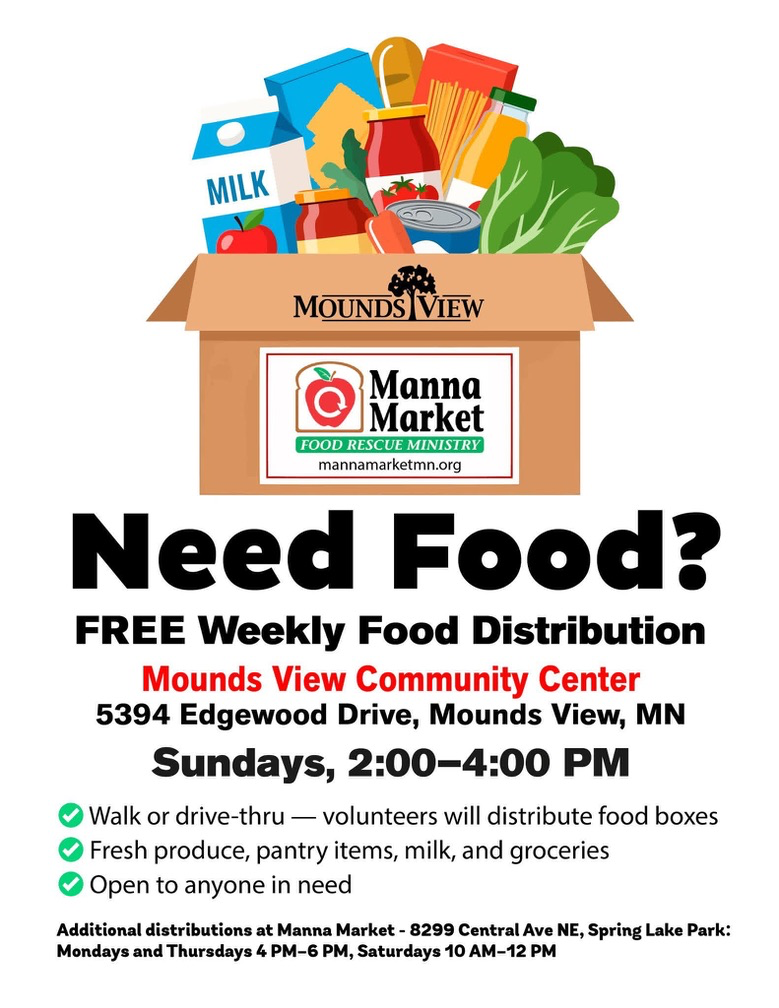 MILK
MOUNDS VIEW
Manna
Market
FOOD RESCUE MINISTRY
mannamarketmn.org
Need Food?
FREE Weekly Food Distribution
Mounds View Community Center
5394 Edgewood Drive, Mounds View, MN
Sundays, 2:00–4:00 PM
Walk or drive-thru — volunteers will distribute food boxes
Fresh produce, pantry items, milk, and groceries
Open to anyone in need
Additional distributions at Manna Market - 8299 Central Ave NE, Spring Lake Park:
Mondays and Thursdays 4 PM–6 PM, Saturdays 10 AM–12 PM